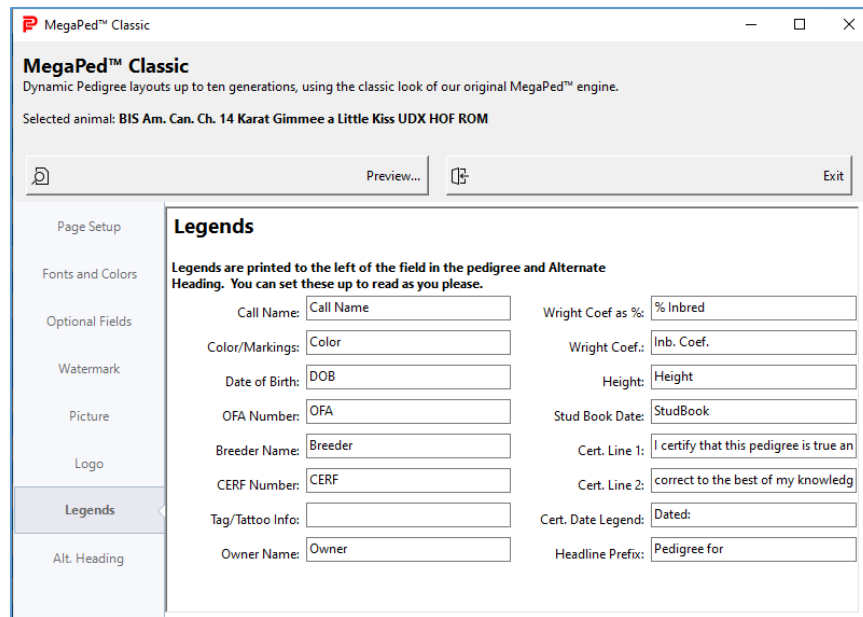 MegaPed™ Classic
MegaPed™ Classic
Dynamic Pedigree layouts up to ten generations, using the classic look of our original MegaPed™ engine.
Selected animal: BIS Am. Can. Ch. 14 Karat Gimmee a Little Kiss UDX HOF ROM
Preview...
Exit
Page Setup
Fonts and Colors
Optional Fields
Watermark
Picture
Logo
Legends
Alt. Heading
Legends
Legends are printed to the left of the field in the pedigree and Alternate
Heading. You can set these up to read as you please.
Call Name: Call Name
Color/Markings: Color
Date of Birth: DOB
OFA Number: OFA
Breeder Name: Breeder
CERF Number: CERF
Tag/Tattoo Info:
Owner Name: Owner
Wright Coef as %: % Inbred
Wright Coef.: Inb. Coef.
Height: Height
Stud Book Date: StudBook
Cert. Line 1: I certify that this pedigree is true an
Cert. Line 2: correct to the best of my knowledg
Cert. Date Legend: Dated:
Headline Prefix: Pedigree for